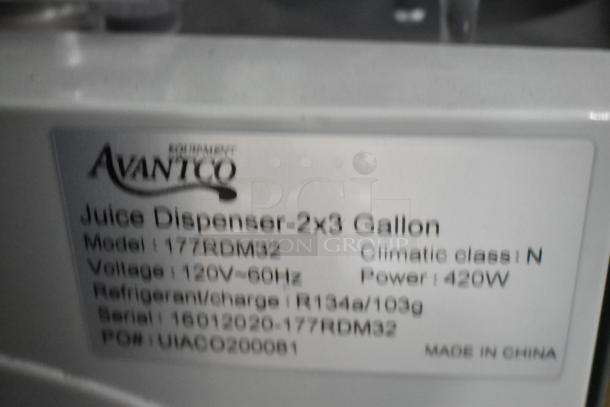 EQUIPMENT
AVANTCO
Juice Dispenser-2x3 Gallon
Model : 177RDM32 Climatic class : N
Voltage : 120V~60Hz Power : 420W
Refrigerant/charge : R134a/103g
Serial : 16012020-177RDM32
PO# : UIACO200081
MADE IN CHINA
PCI
AUCTION GROUP